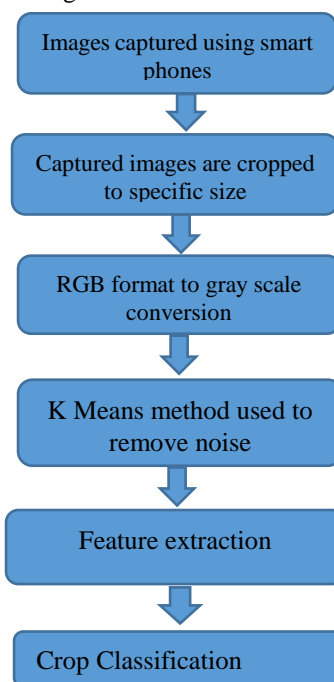 Images captured using smart
phones
Captured images are cropped
to specific size
RGB format to gray scale
conversion
K Means method used to
remove noise
Feature extraction
Crop Classification